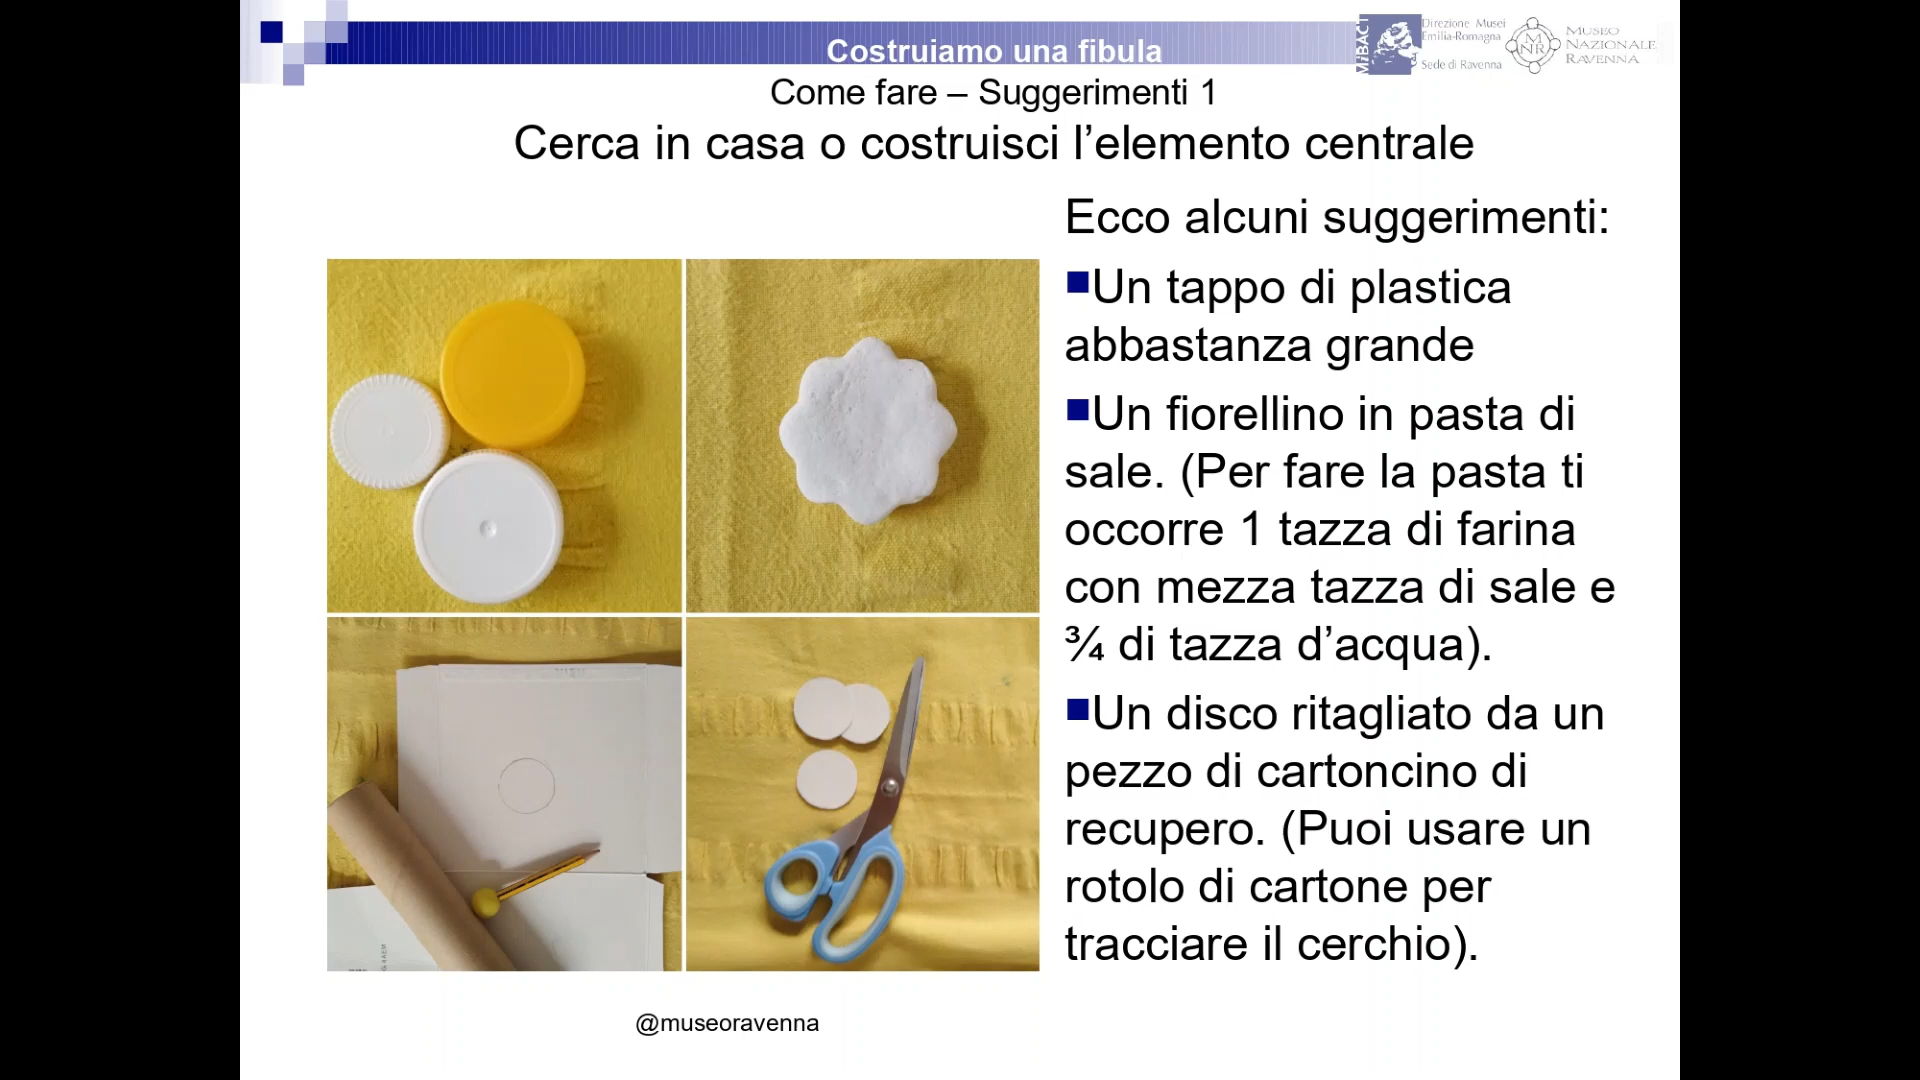 Costruiamo una fibula
MiBACT
Direzione Musei
Emilia-Romagna
Sede di Ravenna
MNR
MUSEO
NAZIONALE
RAVENNA
Come fare – Suggerimenti 1
Cerca in casa o costruisci l’elemento centrale
Ecco alcuni suggerimenti:
Un tappo di plastica
abbastanza grande
Un fiorellino in pasta di
sale. (Per fare la pasta ti
occorre 1 tazza di farina
con mezza tazza di sale e
¾ di tazza d’acqua).
Un disco ritagliato da un
pezzo di cartoncino di
recupero. (Puoi usare un
rotolo di cartone per
tracciare il cerchio).
@museoravenna